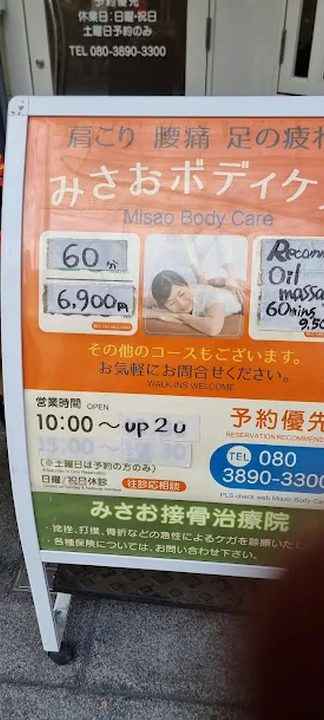 予約優先
休業日:日曜・祝日
土曜日予約のみ
TEL 080-3890-3300
肩こり 腰痛 足の疲れ
みさおボディケ
Misao Body Care
60分
6,900円
Recomm
Oil
massa
60mins
9,50
その他のコースもございます。
お気軽にお問合せください。
WALK-INS WELCOME
営業時間 OPEN
10:00～up 2 u
(※土曜日は予約の方のみ)
日曜/祝日休診 往診応相談
予約優先
RESERVATION RECOMMEN
TEL 080
3890-3300
PLS check web Misao Body Car
みさお接骨治療院
・捻挫、打撲、骨折などの急性によるケガを診療いたし
・各種保険については、お問い合わせ下さい。